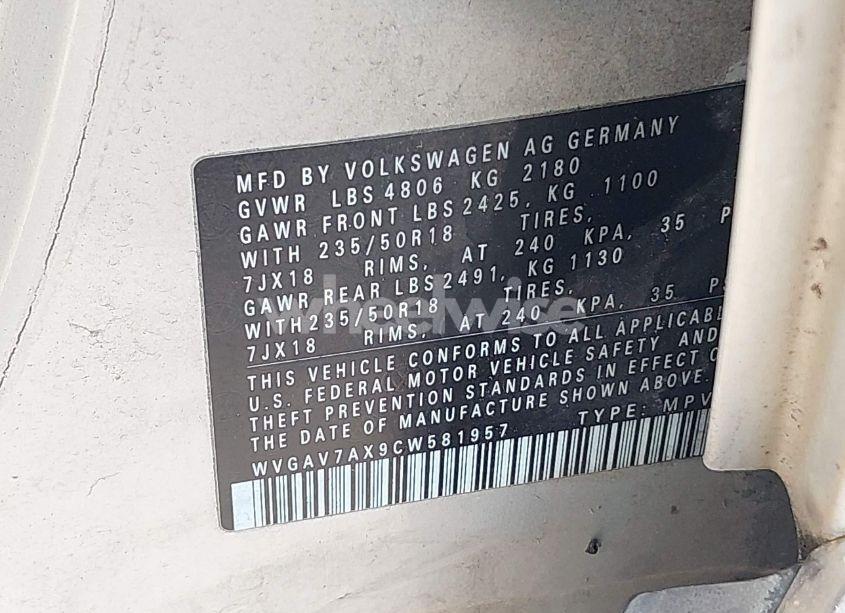 MFD BY VOLKSWAGEN AG GERMANY
GVWR LBS 4806 KG 2180
GAWR FRONT LBS 2425, KG 1100
WITH 235/50R18 TIRES,
7JX18 RIMS, AT 240 KPA, 35 P
GAWR REAR LBS 2491, KG 1130
WITH 235/50R18 TIRES,
7JX18 RIMS, AT 240 KPA, 35 PS
THIS VEHICLE CONFORMS TO ALL APPLICABL
U.S. FEDERAL MOTOR VEHICLE SAFETY AND
THEFT PREVENTION STANDARDS IN EFFECT O
THE DATE OF MANUFACTURE SHOWN ABOVE.
WVGAV7AX9CW581957 TYPE: MPV
wheelwise